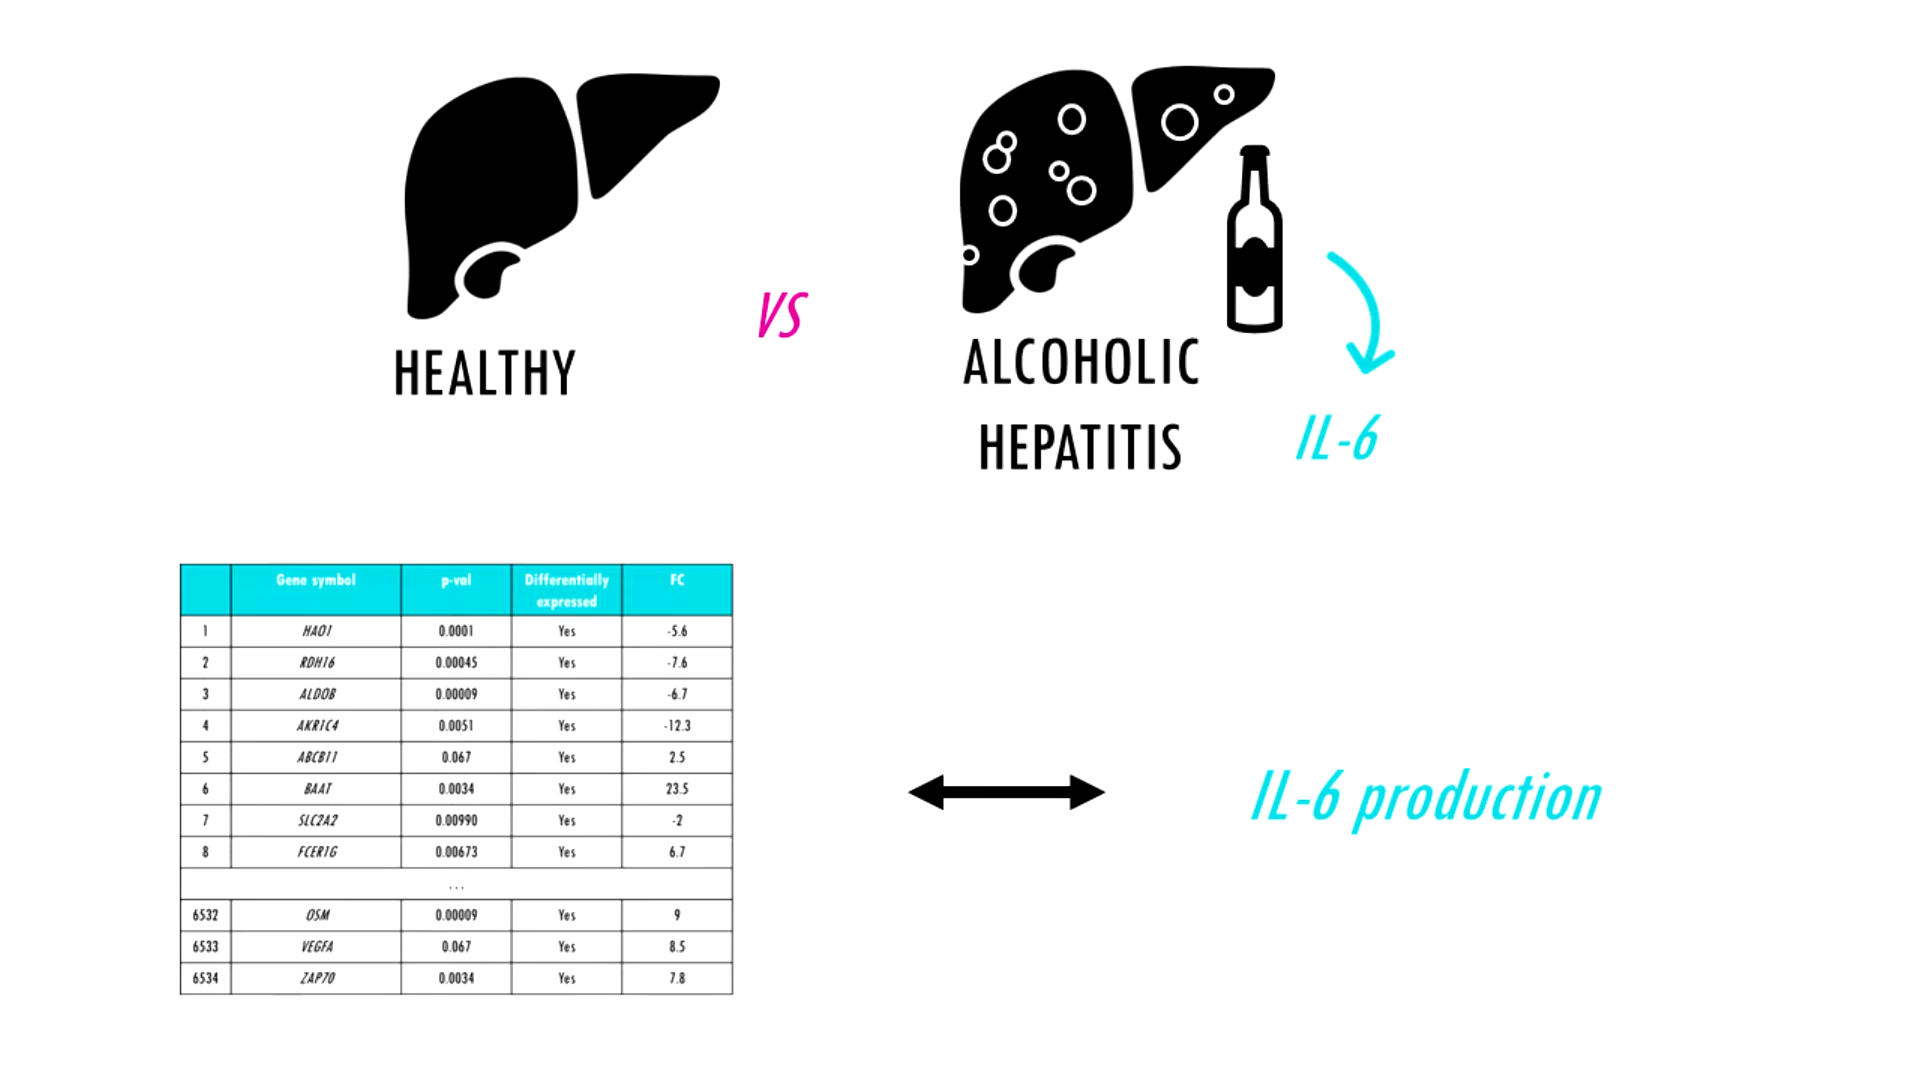 HEALTHY
VS
ALCOHOLIC
HEPATITIS
IL-6
Gene symbol p-val Differentially expressed FC
1 HAO1 0.0001 Yes -5.6
2 RDH16 0.00045 Yes -7.6
3 ALDOB 0.00009 Yes -6.7
4 AKR1C4 0.0051 Yes -12.3
5 ABCB11 0.067 Yes 2.5
6 BAAT 0.0034 Yes 23.5
7 SLC2A2 0.00990 Yes -2
8 FCER1G 0.00673 Yes 6.7
...
6532 OSM 0.00009 Yes 9
6533 VEGFA 0.067 Yes 8.5
6534 ZAP70 0.0034 Yes 7.8
IL-6 production